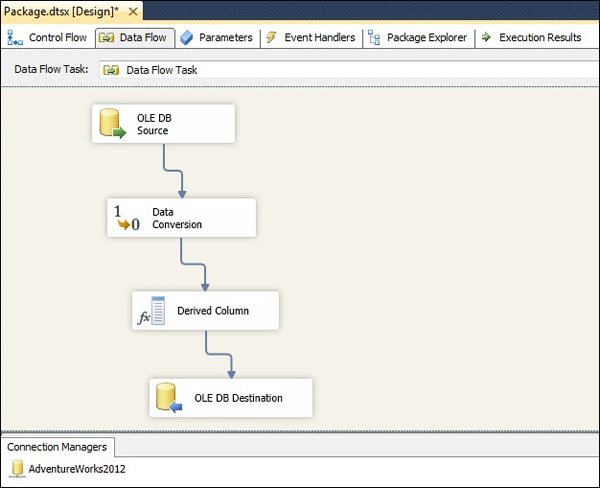 Package.dtsx [Design]*
Control Flow Data Flow Parameters Event Handlers Package Explorer Execution Results
Data Flow Task: Data Flow Task
OLE DB
Source
1
0
Data
Conversion
fx
Derived Column
OLE DB Destination
Connection Managers
AdventureWorks2012